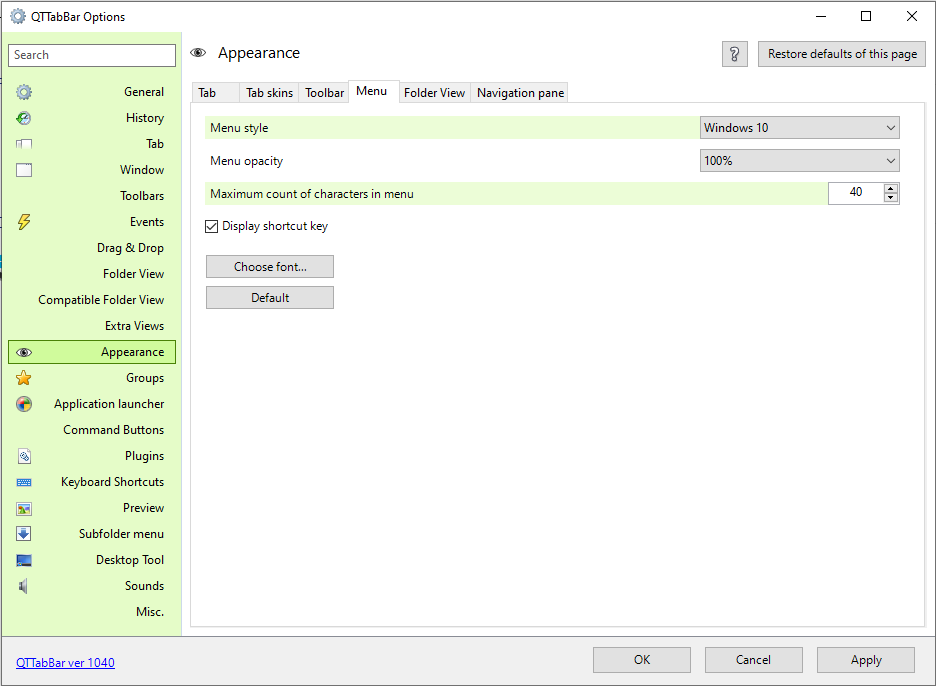 QTTabBar Options
Search
General
History
Tab
Window
Toolbars
Events
Drag & Drop
Folder View
Compatible Folder View
Extra Views
Appearance
Groups
Application launcher
Command Buttons
Plugins
Keyboard Shortcuts
Preview
Subfolder menu
Desktop Tool
Sounds
Misc.
QTTabBar ver 1040
Appearance
?
Restore defaults of this page
Tab Tab skins Toolbar Menu Folder View Navigation pane
Menu style Windows 10
Menu opacity 100%
Maximum count of characters in menu 40
Display shortcut key
Choose font...
Default
OK Cancel Apply